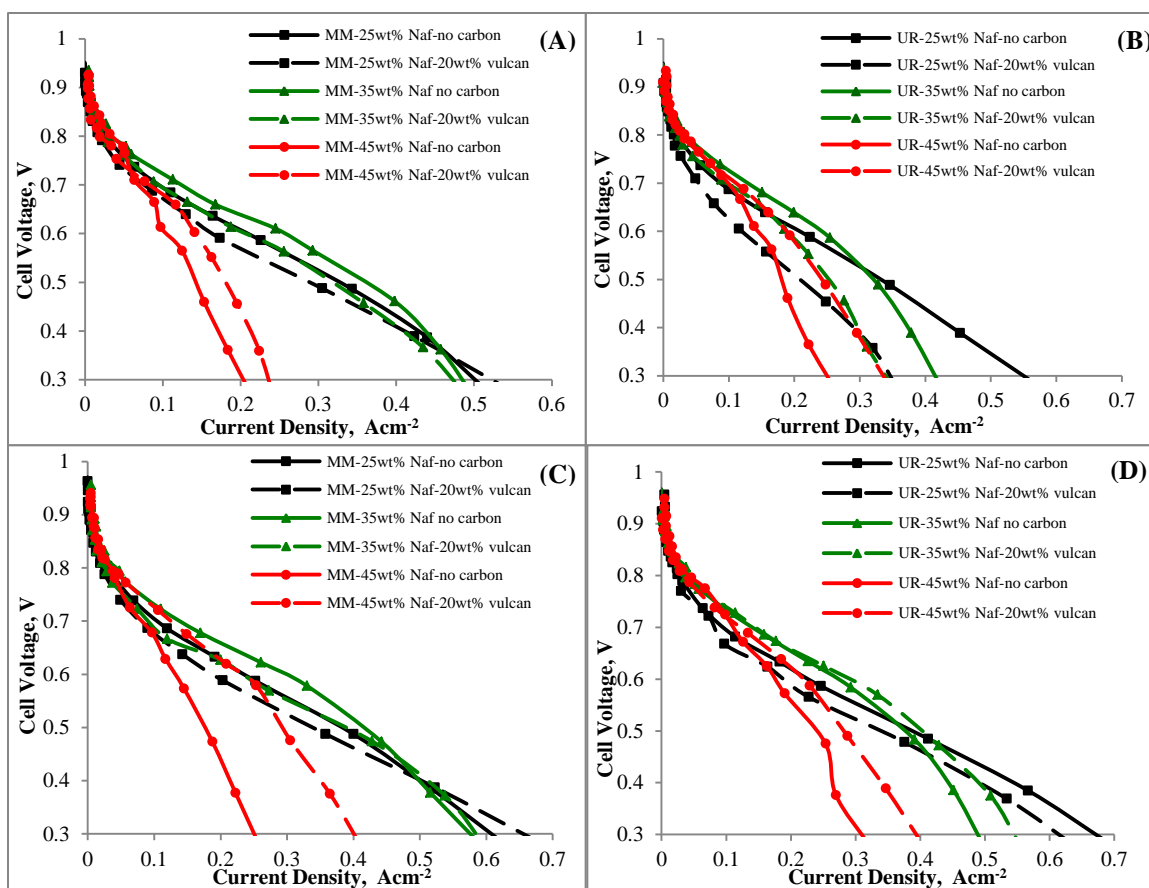 (A)
MM-25wt% Naf-no carbon
MM-25wt% Naf-20wt% vulcan
MM-35wt% Naf no carbon
MM-35wt% Naf-20wt% vulcan
MM-45wt% Naf-no carbon
MM-45wt% Naf-20wt% vulcan
Cell Voltage, V
1
0.9
0.8
0.7
0.6
0.5
0.4
0.3
0 0.1 0.2 0.3 0.4 0.5 0.6
Current Density, Acm-2
(B)
UR-25wt% Naf-no carbon
UR-25wt% Naf-20wt% vulcan
UR-35wt% Naf no carbon
UR-35wt% Naf-20wt% vulcan
UR-45wt% Naf-no carbon
UR-45wt% Naf-20wt% vulcan
Cell Voltage, V
1
0.9
0.8
0.7
0.6
0.5
0.4
0.3
0 0.1 0.2 0.3 0.4 0.5 0.6 0.7
Current Density, Acm-2
(C)
MM-25wt% Naf-no carbon
MM-25wt% Naf-20wt% vulcan
MM-35wt% Naf no carbon
MM-35wt% Naf-20wt% vulcan
MM-45wt% Naf-no carbon
MM-45wt% Naf-20wt% vulcan
Cell Voltage, V
1
0.9
0.8
0.7
0.6
0.5
0.4
0.3
0 0.1 0.2 0.3 0.4 0.5 0.6 0.7
Current Density, Acm-2
(D)
UR-25wt% Naf-no carbon
UR-25wt% Naf-20wt% vulcan
UR-35wt% Naf no carbon
UR-35wt% Naf-20wt% vulcan
UR-45wt% Naf-no carbon
UR-45wt% Naf-20wt% vulcan
Cell Voltage, V
1
0.9
0.8
0.7
0.6
0.5
0.4
0.3
0 0.1 0.2 0.3 0.4 0.5 0.6 0.7
Current Density, Acm-2